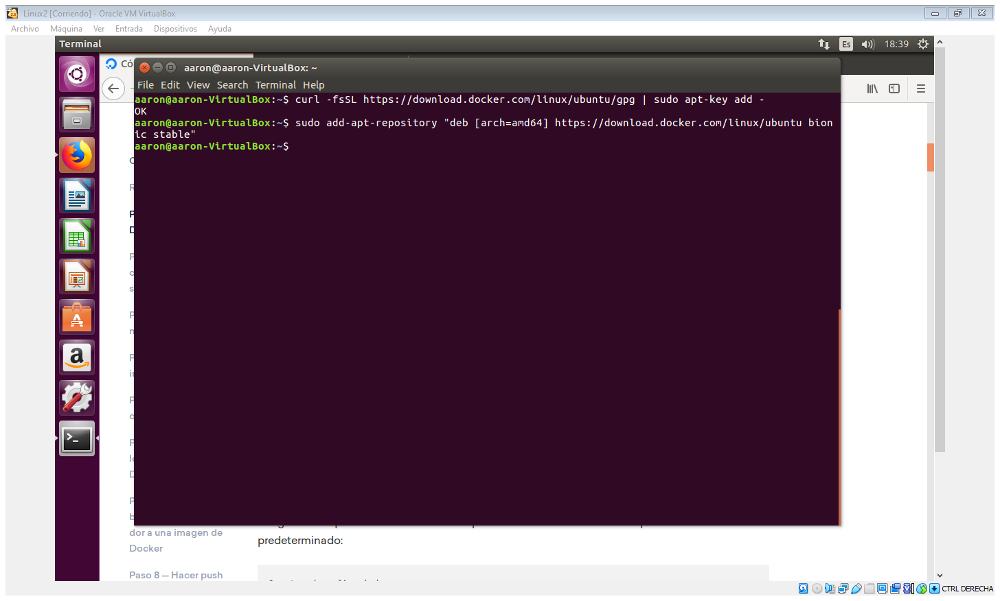 Linux2 [Corriendo] - Oracle VM VirtualBox
Archivo Máquina Ver Entrada Dispositivos Ayuda
Terminal Es 18:39
Có
aaron@aaron-VirtualBox: ~
File Edit View Search Terminal Help
aaron@aaron-VirtualBox:~$ curl -fsSL https://download.docker.com/linux/ubuntu/gpg | sudo apt-key add -
OK
aaron@aaron-VirtualBox:~$ sudo add-apt-repository "deb [arch=amd64] https://download.docker.com/linux/ubuntu bion
ic stable"
aaron@aaron-VirtualBox:~$
dor a una imagen de
Docker
Paso 8 — Hacer push
predeterminado:
CTRL DERECHA